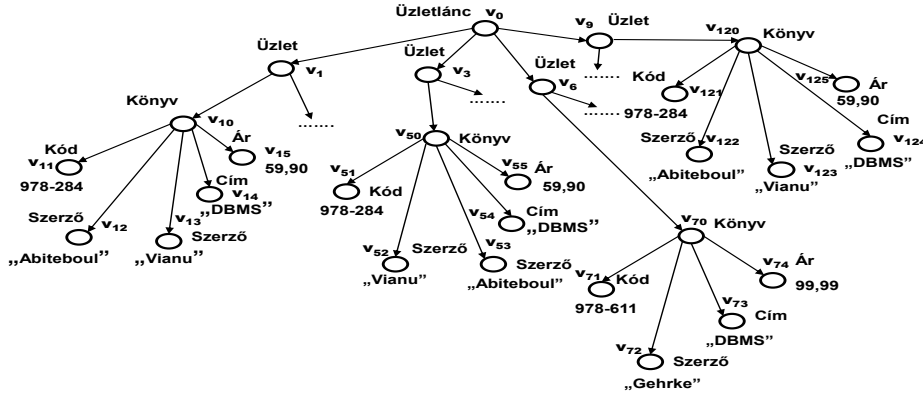 Üzletlánc v0
v9 Üzlet
Üzlet
v1
........
Üzlet
v3
.......
Üzlet
v6
.......
........
v120 Könyv
Kód
v121
978-284
Szerző v122
„Abiteboul”
Szerző
v123
„Vianu”
v125 Ár
59,90
Cím
v124
„DBMS”
Könyv
v10
Kód
v11
978-284
Ár
v15
59,90
Cím
v14
„DBMS”
Szerző
v12
„Abiteboul”
v13 Szerző
„Vianu”
v50 Könyv
v51
Kód
978-284
v55 Ár
59,90
v54 Cím
„DBMS”
v52 Szerző
„Vianu”
v53
Szerző
„Abiteboul”
v70 Könyv
v71 Kód
978-611
v74 Ár
99,99
v73 Cím
„DBMS”
v72 Szerző
„Gehrke”